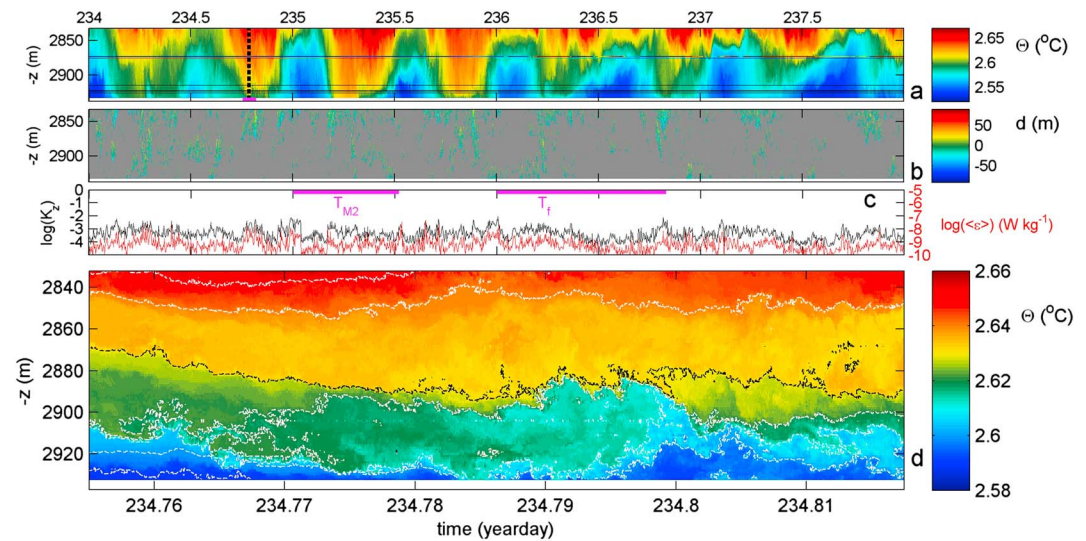 234 234.5 234.8 235 235.5 236 236.5 237 237.5
-z (m)
2850
2900
a
Θ (°C)
2.65
2.6
2.55
-z (m)
2850
2900
b
d (m)
50
0
-50
log(K_z)
0
-1
-2
-3
-4
T_M2
T_f
c
-5
-6
-7
-8
-9
-10
log(<ε>) (W kg⁻¹)
-z (m)
2840
2860
2880
2900
2920
d
2.66
2.64
2.62
2.6
2.58
Θ (°C)
234.76 234.77 234.78 234.79 234.8 234.81
time (yearday)